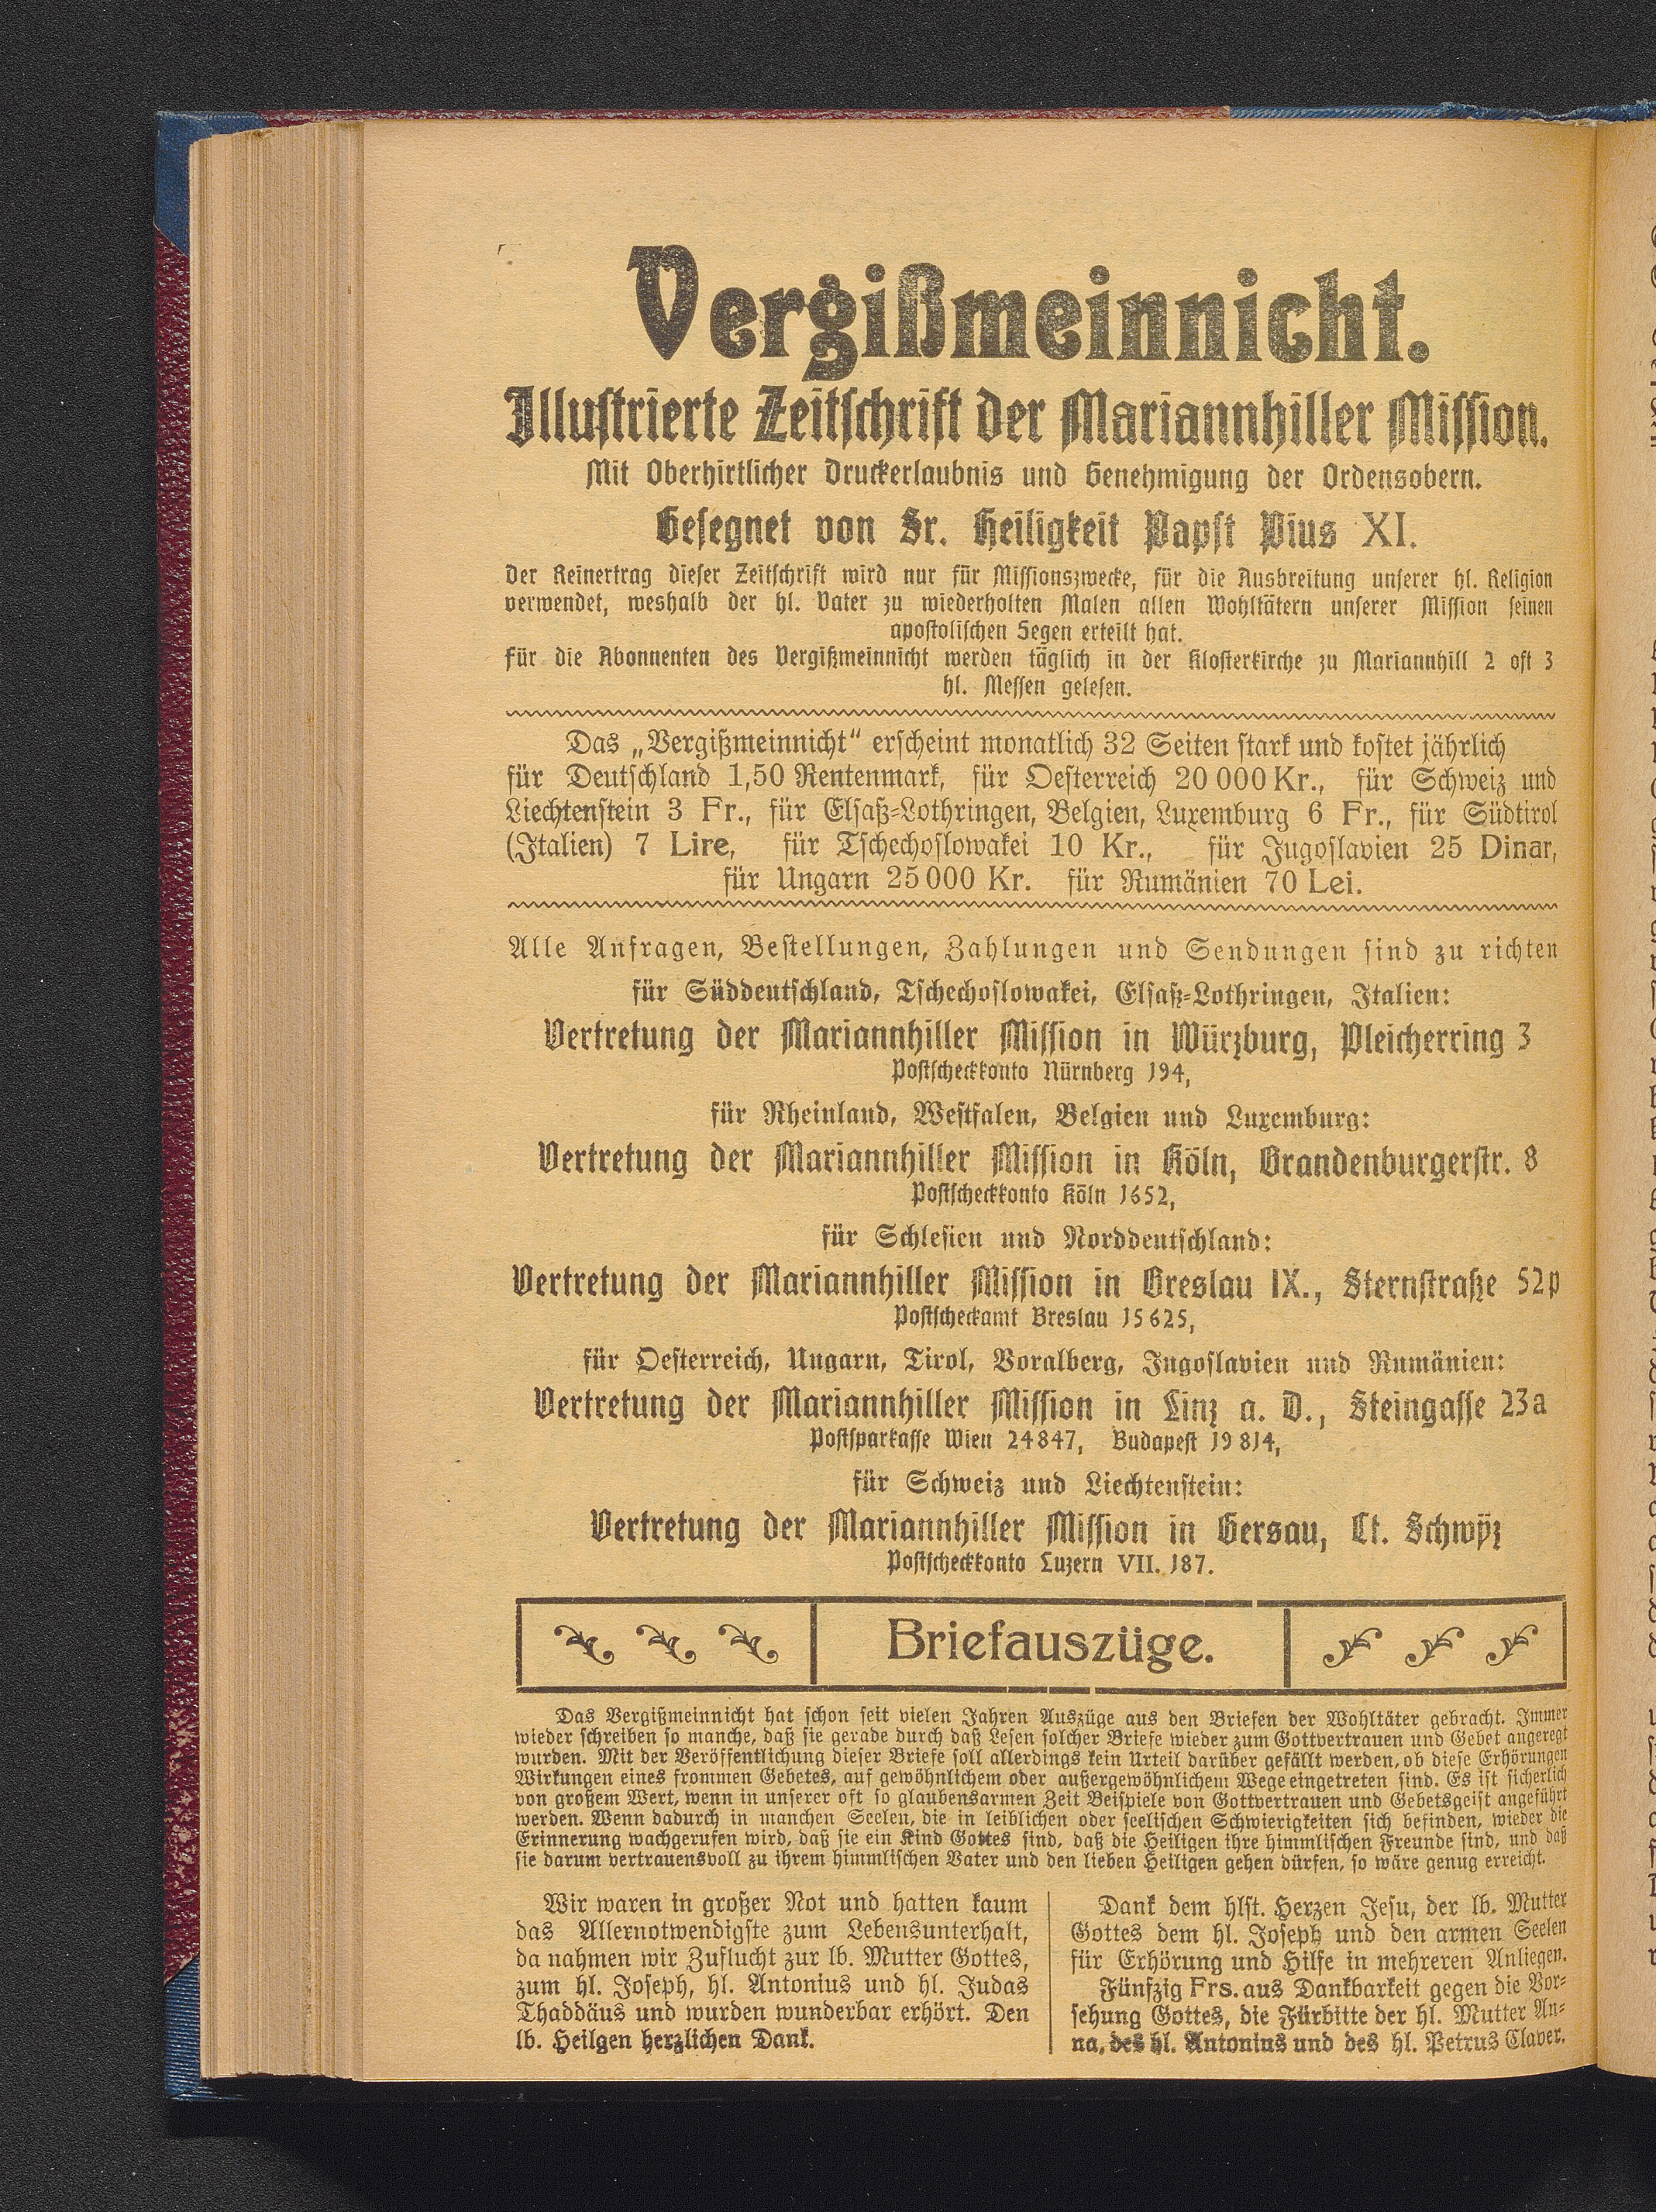 Vergißmeinnicht.
Illustrierte Zeitschrift der Mariannhiller Mission.
Mit Oberhirtlicher Druckerlaubnis und Genehmigung der Ordensobern.
Gesegnet von Sr. Heiligkeit Papst Pius XI.
Der Reinertrag dieser Zeitschrift wird nur für Missionszwecke, für die Ausbreitung unserer hl. Religion
verwendet, weshalb der hl. Vater zu wiederholten Malen allen Wohltätern unserer Mission seinen
apostolischen Segen erteilt hat.
Für die Abonnenten des Vergißmeinnicht werden täglich in der Klosterkirche zu Mariannhill 2 oft 3
hl. Messen gelesen.
Das „Vergißmeinnicht“ erscheint monatlich 32 Seiten stark und kostet jährlich
für Deutschland 1,50 Rentenmark, für Oesterreich 20 000 Kr., für Schweiz und
Liechtenstein 3 Fr., für Elsaß-Lothringen, Belgien, Luxemburg 6 Fr., für Südtirol
(Italien) 7 Lire, für Tschechoslowakei 10 Kr., für Jugoslavien 25 Dinar,
für Ungarn 25 000 Kr. für Rumänien 70 Lei.
Alle Anfragen, Bestellungen, Zahlungen und Sendungen sind zu richten
für Süddeutschland, Tschechoslowakei, Elsaß-Lothringen, Italien:
Vertretung der Mariannhiller Mission in Würzburg, Pleicherring 3
Postscheckkonto Nürnberg 194,
für Rheinland, Westfalen, Belgien und Luxemburg:
Vertretung der Mariannhiller Mission in Köln, Brandenburgerstr. 8
Postscheckkonto Köln 1652,
für Schlesien und Norddeutschland:
Vertretung der Mariannhiller Mission in Breslau IX., Sternstraße 52p
Postscheckamt Breslau 15 625,
für Oesterreich, Ungarn, Tirol, Voralberg, Jugoslavien und Rumänien:
Vertretung der Mariannhiller Mission in Linz a. D., Steingasse 23a
Postsparkasse Wien 24 847, Budapest 19 814,
für Schweiz und Liechtenstein:
Vertretung der Mariannhiller Mission in Gersau, Ct. Schwÿz
Postscheckkonto Luzern VII. 187.
Briefauszüge.
Das Vergißmeinnicht hat schon seit vielen Jahren Auszüge aus den Briefen der Wohltäter gebracht. Immer
wieder schreiben so manche, daß sie gerade durch daß Lesen solcher Briefe wieder zum Gottvertrauen und Gebet angeregt
wurden. Mit der Veröffentlichung dieser Briefe soll allerdings kein Urteil darüber gefällt werden, ob diese Erhörungen
Wirkungen eines frommen Gebetes, auf gewöhnlichem oder außergewöhnlichem Wege eingetreten sind. Es ist sicherlich
von großem Wert, wenn in unserer oft so glaubensarmen Zeit Beispiele von Gottvertrauen und Gebetsgeist angeführt
werden. Wenn dadurch in manchen Seelen, die in leiblichen oder seelischen Schwierigkeiten sich befinden, wieder die
Erinnerung wachgerufen wird, daß sie ein Kind Gottes sind, daß die Heiligen ihre himmlischen Freunde sind, und daß
sie darum vertrauensvoll zu ihrem himmlischen Vater und den lieben Heiligen gehen dürfen, so wäre genug erreicht.
Wir waren in großer Not und hatten kaum
das Allernotwendigste zum Lebensunterhalt,
da nahmen wir Zuflucht zur lb. Mutter Gottes,
zum hl. Joseph, hl. Antonius und hl. Judas
Thaddäus und wurden wunderbar erhört. Den
lb. Heilgen herzlichen Dank.
Dank dem hlst. Herzen Jesu, der lb. Mutter
Gottes dem hl. Joseph und den armen Seelen
für Erhörung und Hilfe in mehreren Anliegen.
Fünfzig Frs. aus Dankbarkeit gegen die Vor-
sehung Gottes, die Fürbitte der hl. Mutter An-
na, des hl. Antonius und des hl. Petrus Claver.